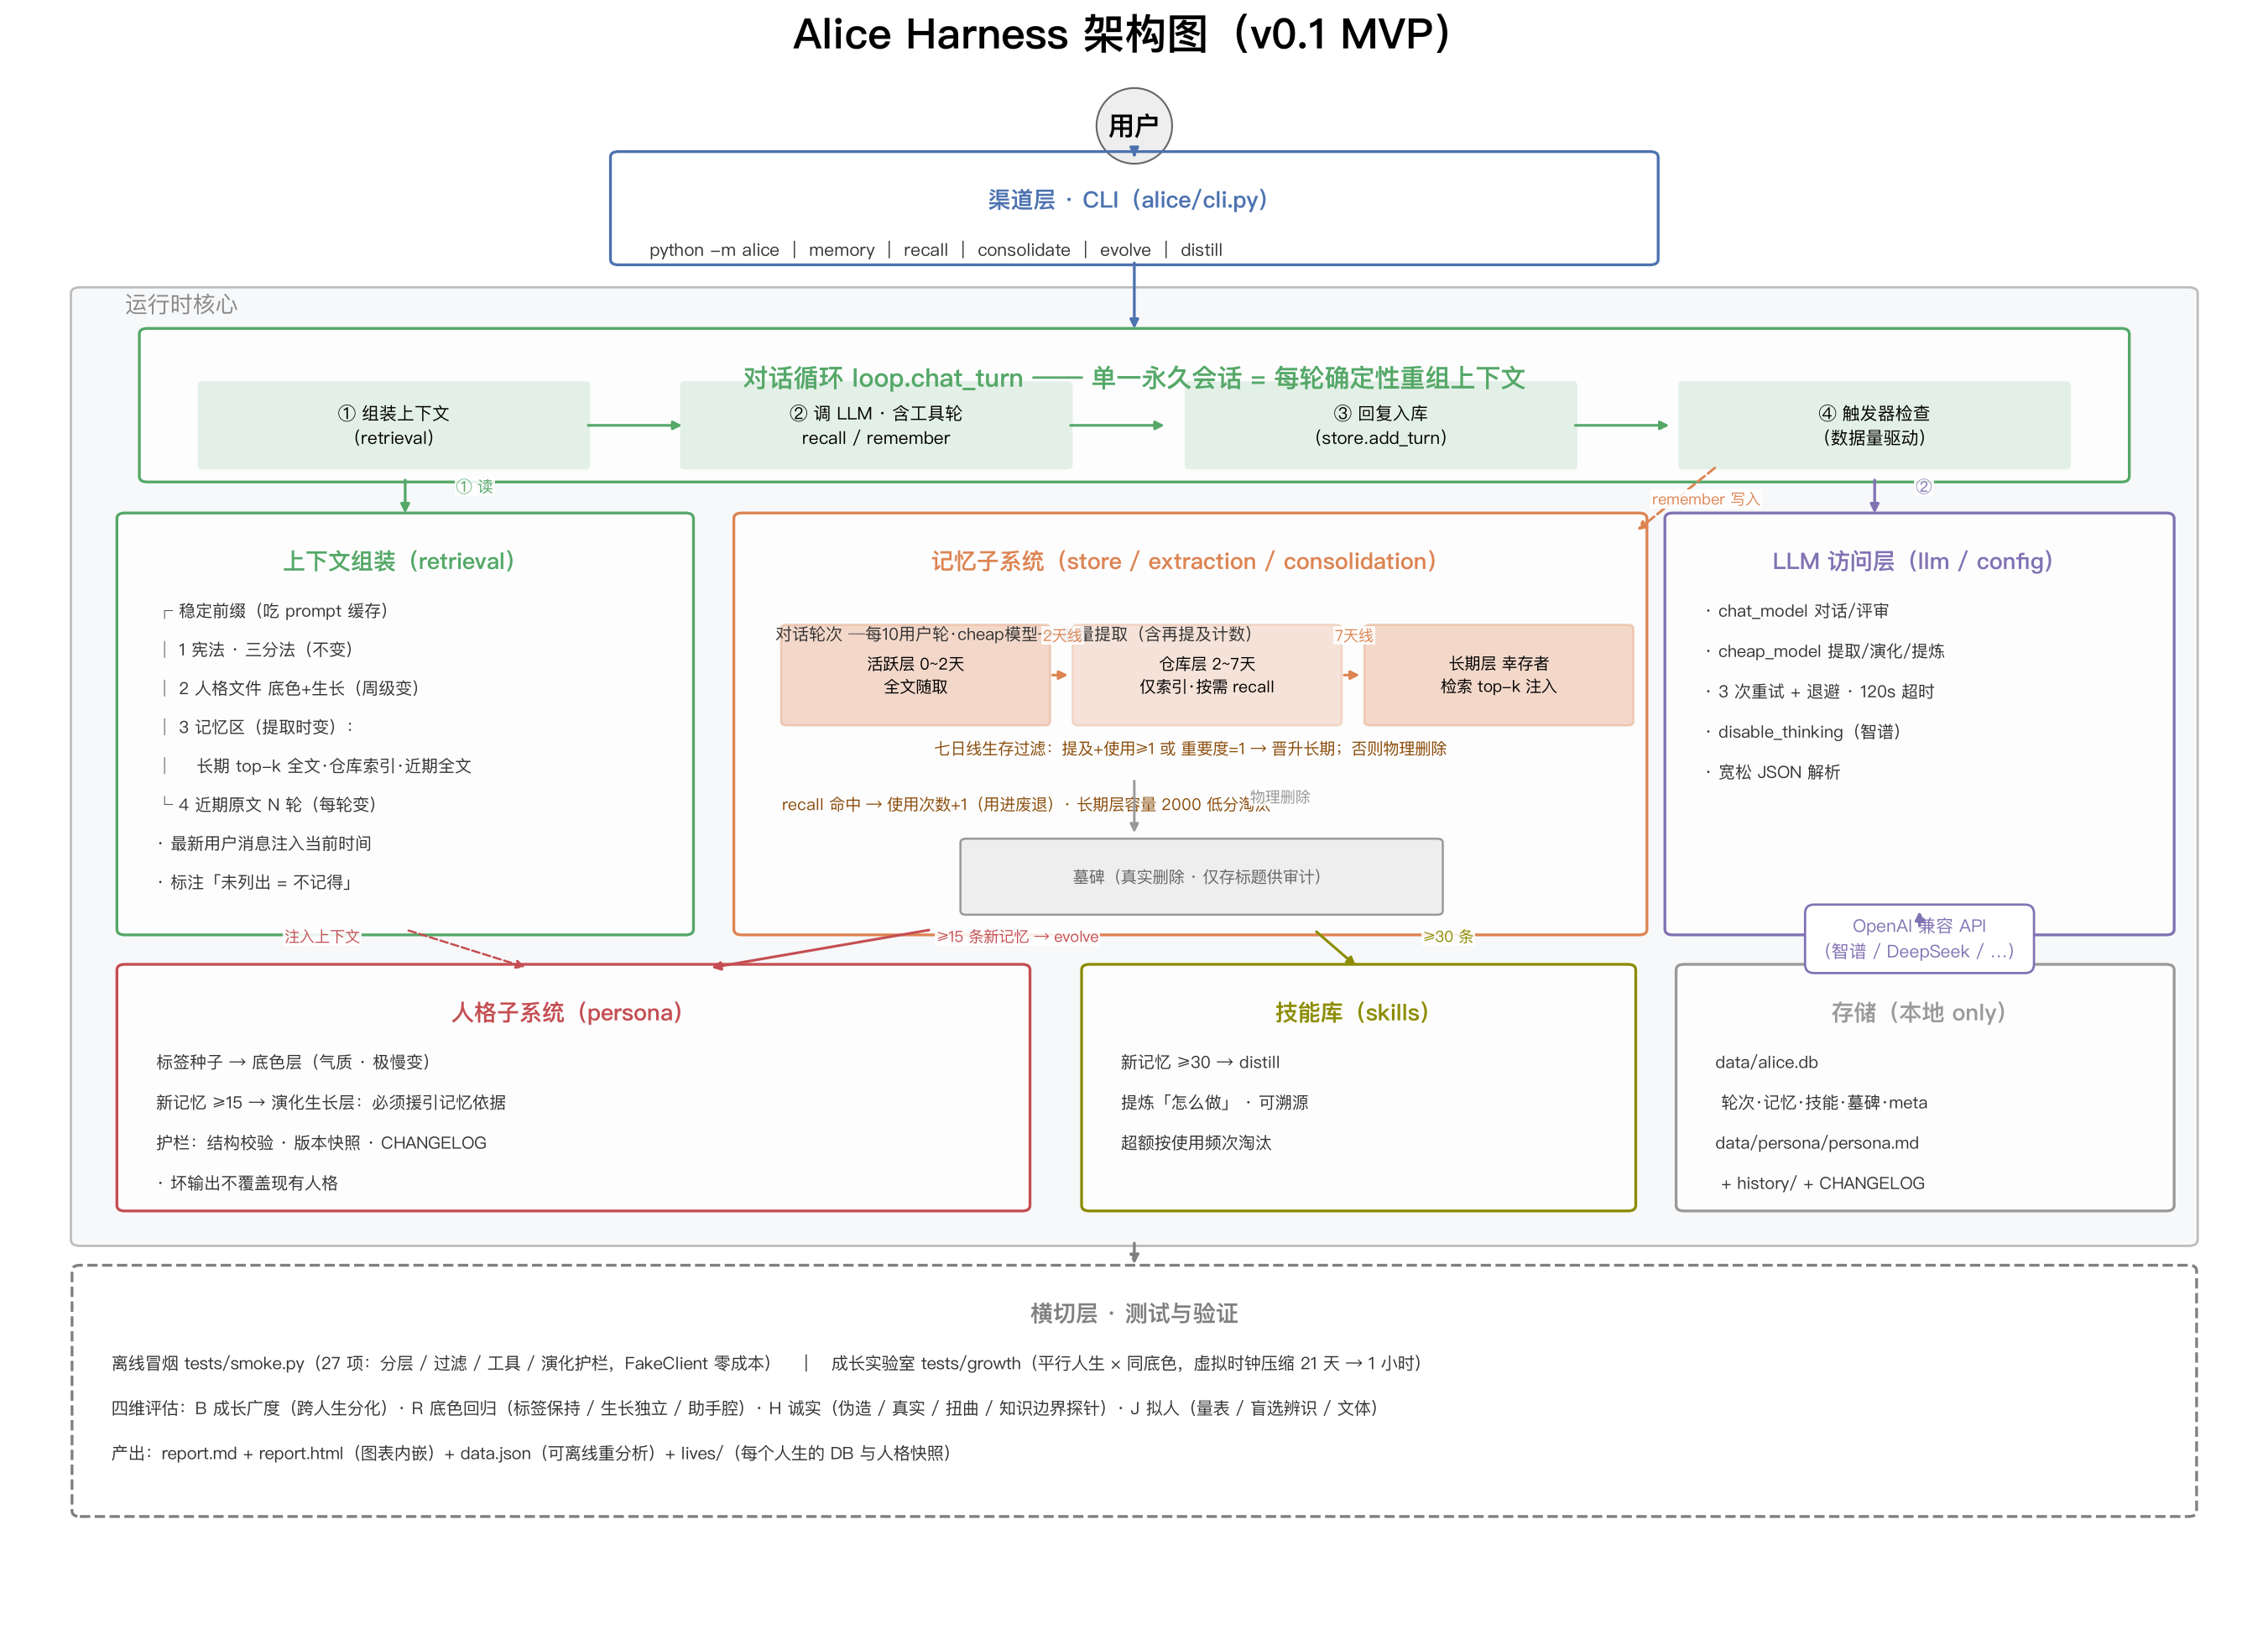 Alice Harness 架构图（v0.1 MVP）
用户
渠道层 · CLI（alice/cli.py）
python -m alice ｜ memory ｜ recall ｜ consolidate ｜ evolve ｜ distill
运行时核心
对话循环 loop.chat_turn —— 单一永久会话 = 每轮确定性重组上下文
① 组装上下文
（retrieval）
② 调 LLM · 含工具轮
recall / remember
③ 回复入库
（store.add_turn）
④ 触发器检查
（数据量驱动）
① 读
remember 写入
②
上下文组装（retrieval）
┌ 稳定前缀（吃 prompt 缓存）
│ 1 宪法 · 三分法（不变）
│ 2 人格文件 底色+生长（周级变）
│ 3 记忆区（提取时变）：
│ 长期 top-k 全文·仓库索引·近期全文
└ 4 近期原文 N 轮（每轮变）
· 最新用户消息注入当前时间
· 标注「未列出 = 不记得」
记忆子系统（store / extraction / consolidation）
对话轮次 —每10用户轮·cheap模型· 量提取（含再提及计数）
2天线
7天线
活跃层 0~2天
全文随取
仓库层 2~7天
仅索引·按需 recall
长期层 幸存者
检索 top-k 注入
七日线生存过滤：提及+使用≥1 或 重要度=1 → 晋升长期；否则物理删除
recall 命中 → 使用次数+1（用进废退）· 长期层容量 2000 低分淘汰
物理删除
墓碑（真实删除 · 仅存标题供审计）
LLM 访问层（llm / config）
· chat_model 对话/评审
· cheap_model 提取/演化/提炼
· 3 次重试 + 退避 · 120s 超时
· disable_thinking（智谱）
· 宽松 JSON 解析
OpenAI 兼容 API
（智谱 / DeepSeek / …）
注入上下文
≥15 条新记忆 → evolve
≥30 条
人格子系统（persona）
标签种子 → 底色层（气质 · 极慢变）
新记忆 ≥15 → 演化生长层：必须援引记忆依据
护栏：结构校验 · 版本快照 · CHANGELOG
· 坏输出不覆盖现有人格
技能库（skills）
新记忆 ≥30 → distill
提炼「怎么做」 · 可溯源
超额按使用频次淘汰
存储（本地 only）
data/alice.db
轮次·记忆·技能·墓碑·meta
data/persona/persona.md
+ history/ + CHANGELOG
横切层 · 测试与验证
离线冒烟 tests/smoke.py（27 项：分层 / 过滤 / 工具 / 演化护栏，FakeClient 零成本） ｜ 成长实验室 tests/growth（平行人生 × 同底色，虚拟时钟压缩 21 天 → 1 小时）
四维评估：B 成长广度（跨人生分化）· R 底色回归（标签保持 / 生长独立 / 助手腔）· H 诚实（伪造 / 真实 / 扭曲 / 知识边界探针）· J 拟人（量表 / 盲选辨识 / 文体）
产出：report.md + report.html（图表内嵌）+ data.json（可离线重分析）+ lives/（每个人生的 DB 与人格快照）